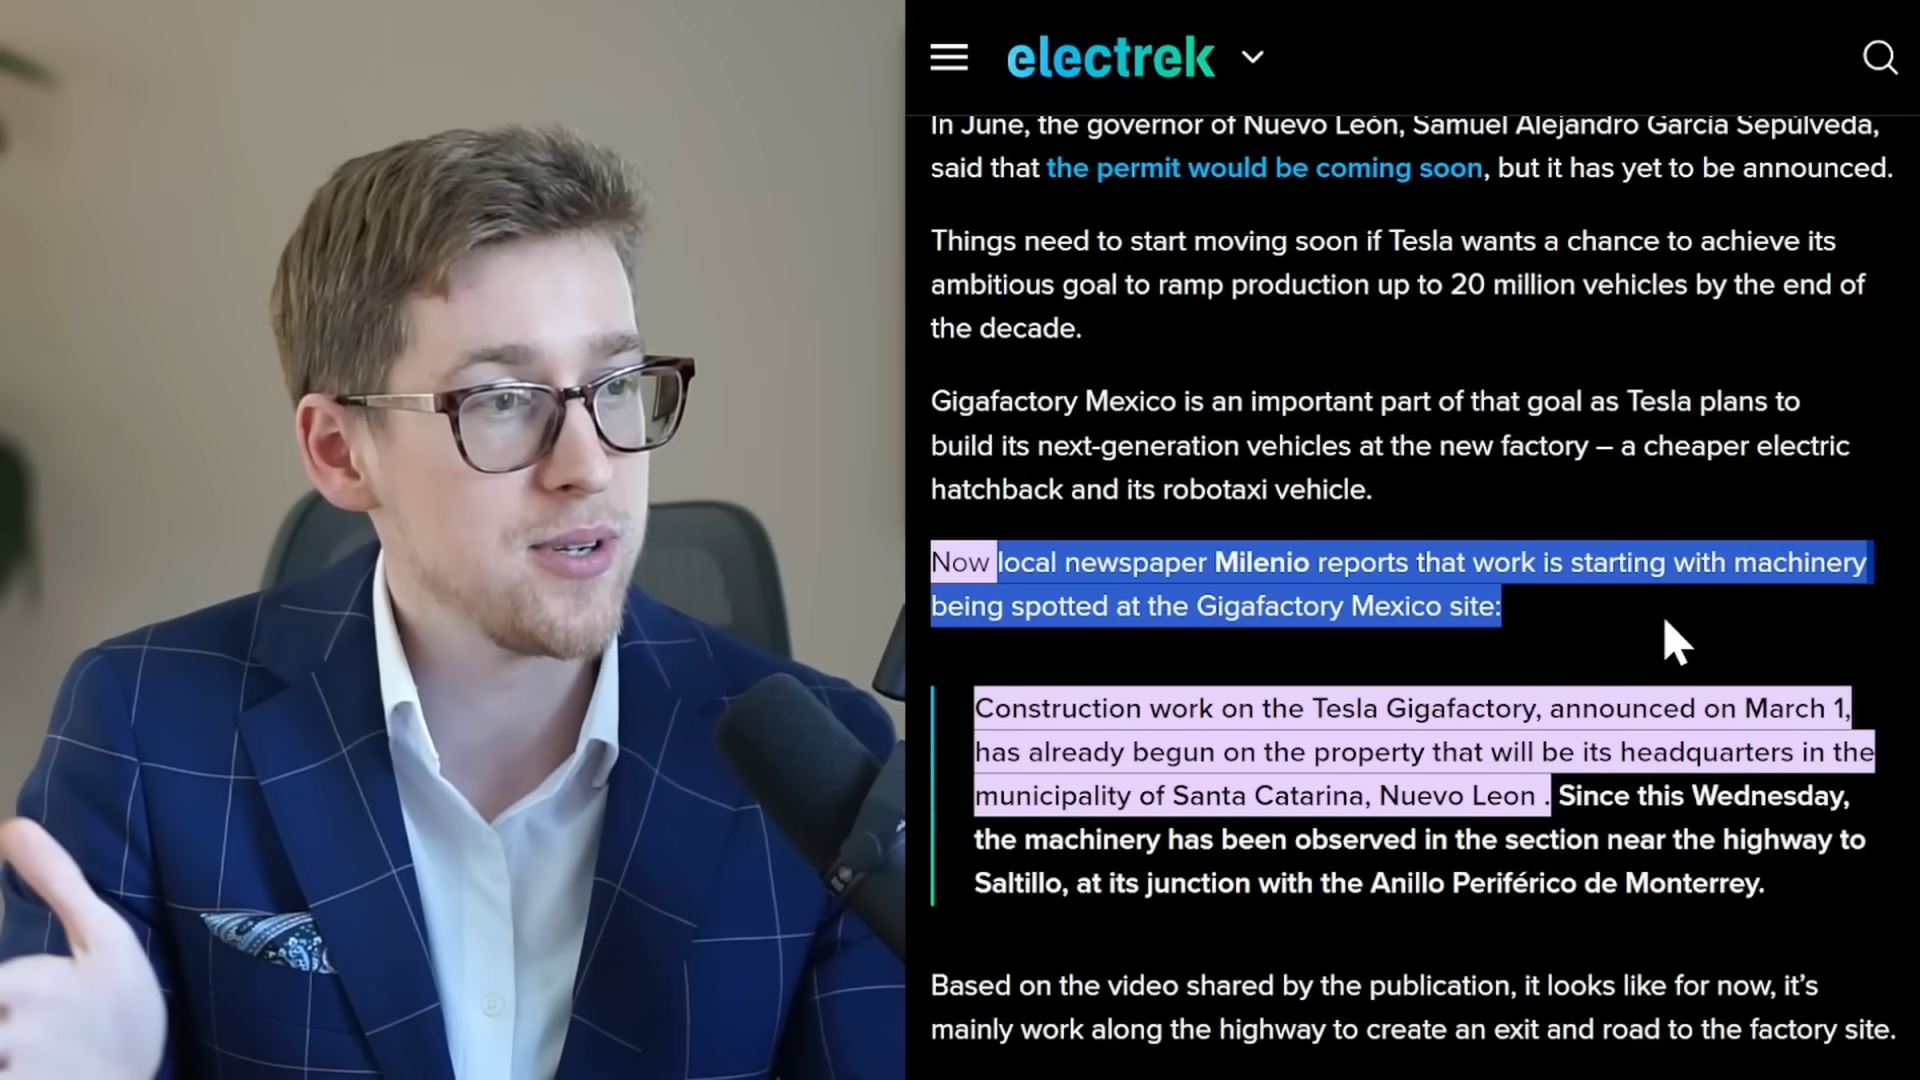 electrek
In June, the governor of Nuevo León, Samuel Alejandro García Sepúlveda,
said that the permit would be coming soon, but it has yet to be announced.
Things need to start moving soon if Tesla wants a chance to achieve its
ambitious goal to ramp production up to 20 million vehicles by the end of
the decade.
Gigafactory Mexico is an important part of that goal as Tesla plans to
build its next-generation vehicles at the new factory – a cheaper electric
hatchback and its robotaxi vehicle.
Now local newspaper Milenio reports that work is starting with machinery
being spotted at the Gigafactory Mexico site:
Construction work on the Tesla Gigafactory, announced on March 1,
has already begun on the property that will be its headquarters in the
municipality of Santa Catarina, Nuevo Leon . Since this Wednesday,
the machinery has been observed in the section near the highway to
Saltillo, at its junction with the Anillo Periférico de Monterrey.
Based on the video shared by the publication, it looks like for now, it’s
mainly work along the highway to create an exit and road to the factory site.